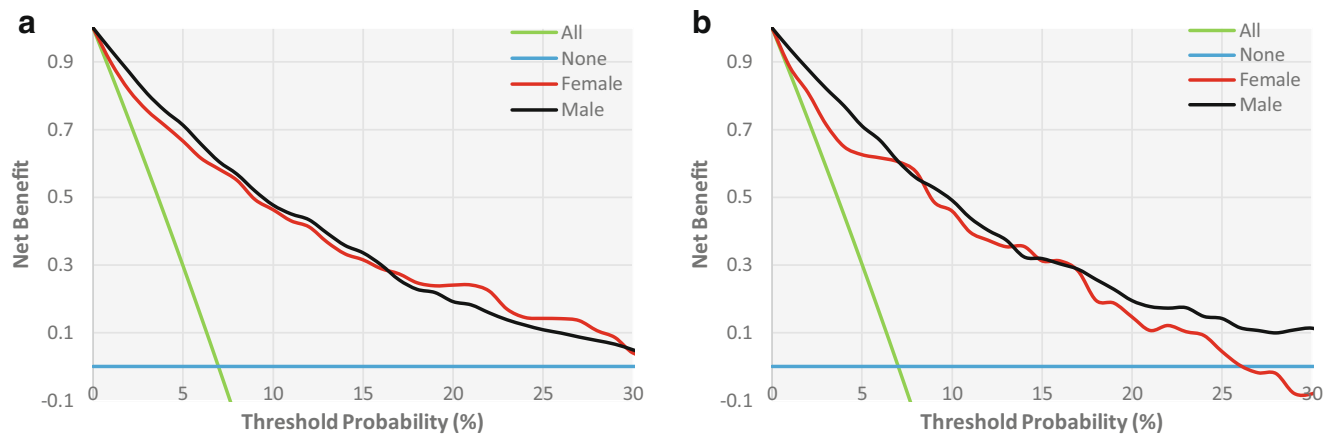 a
All
None
Female
Male
0.9
0.7
0.5
0.3
0.1
-0.1
Net Benefit
0 5 10 15 20 25 30
Threshold Probability (%)
b
All
None
Female
Male
0.9
0.7
0.5
0.3
0.1
-0.1
Net Benefit
0 5 10 15 20 25 30
Threshold Probability (%)